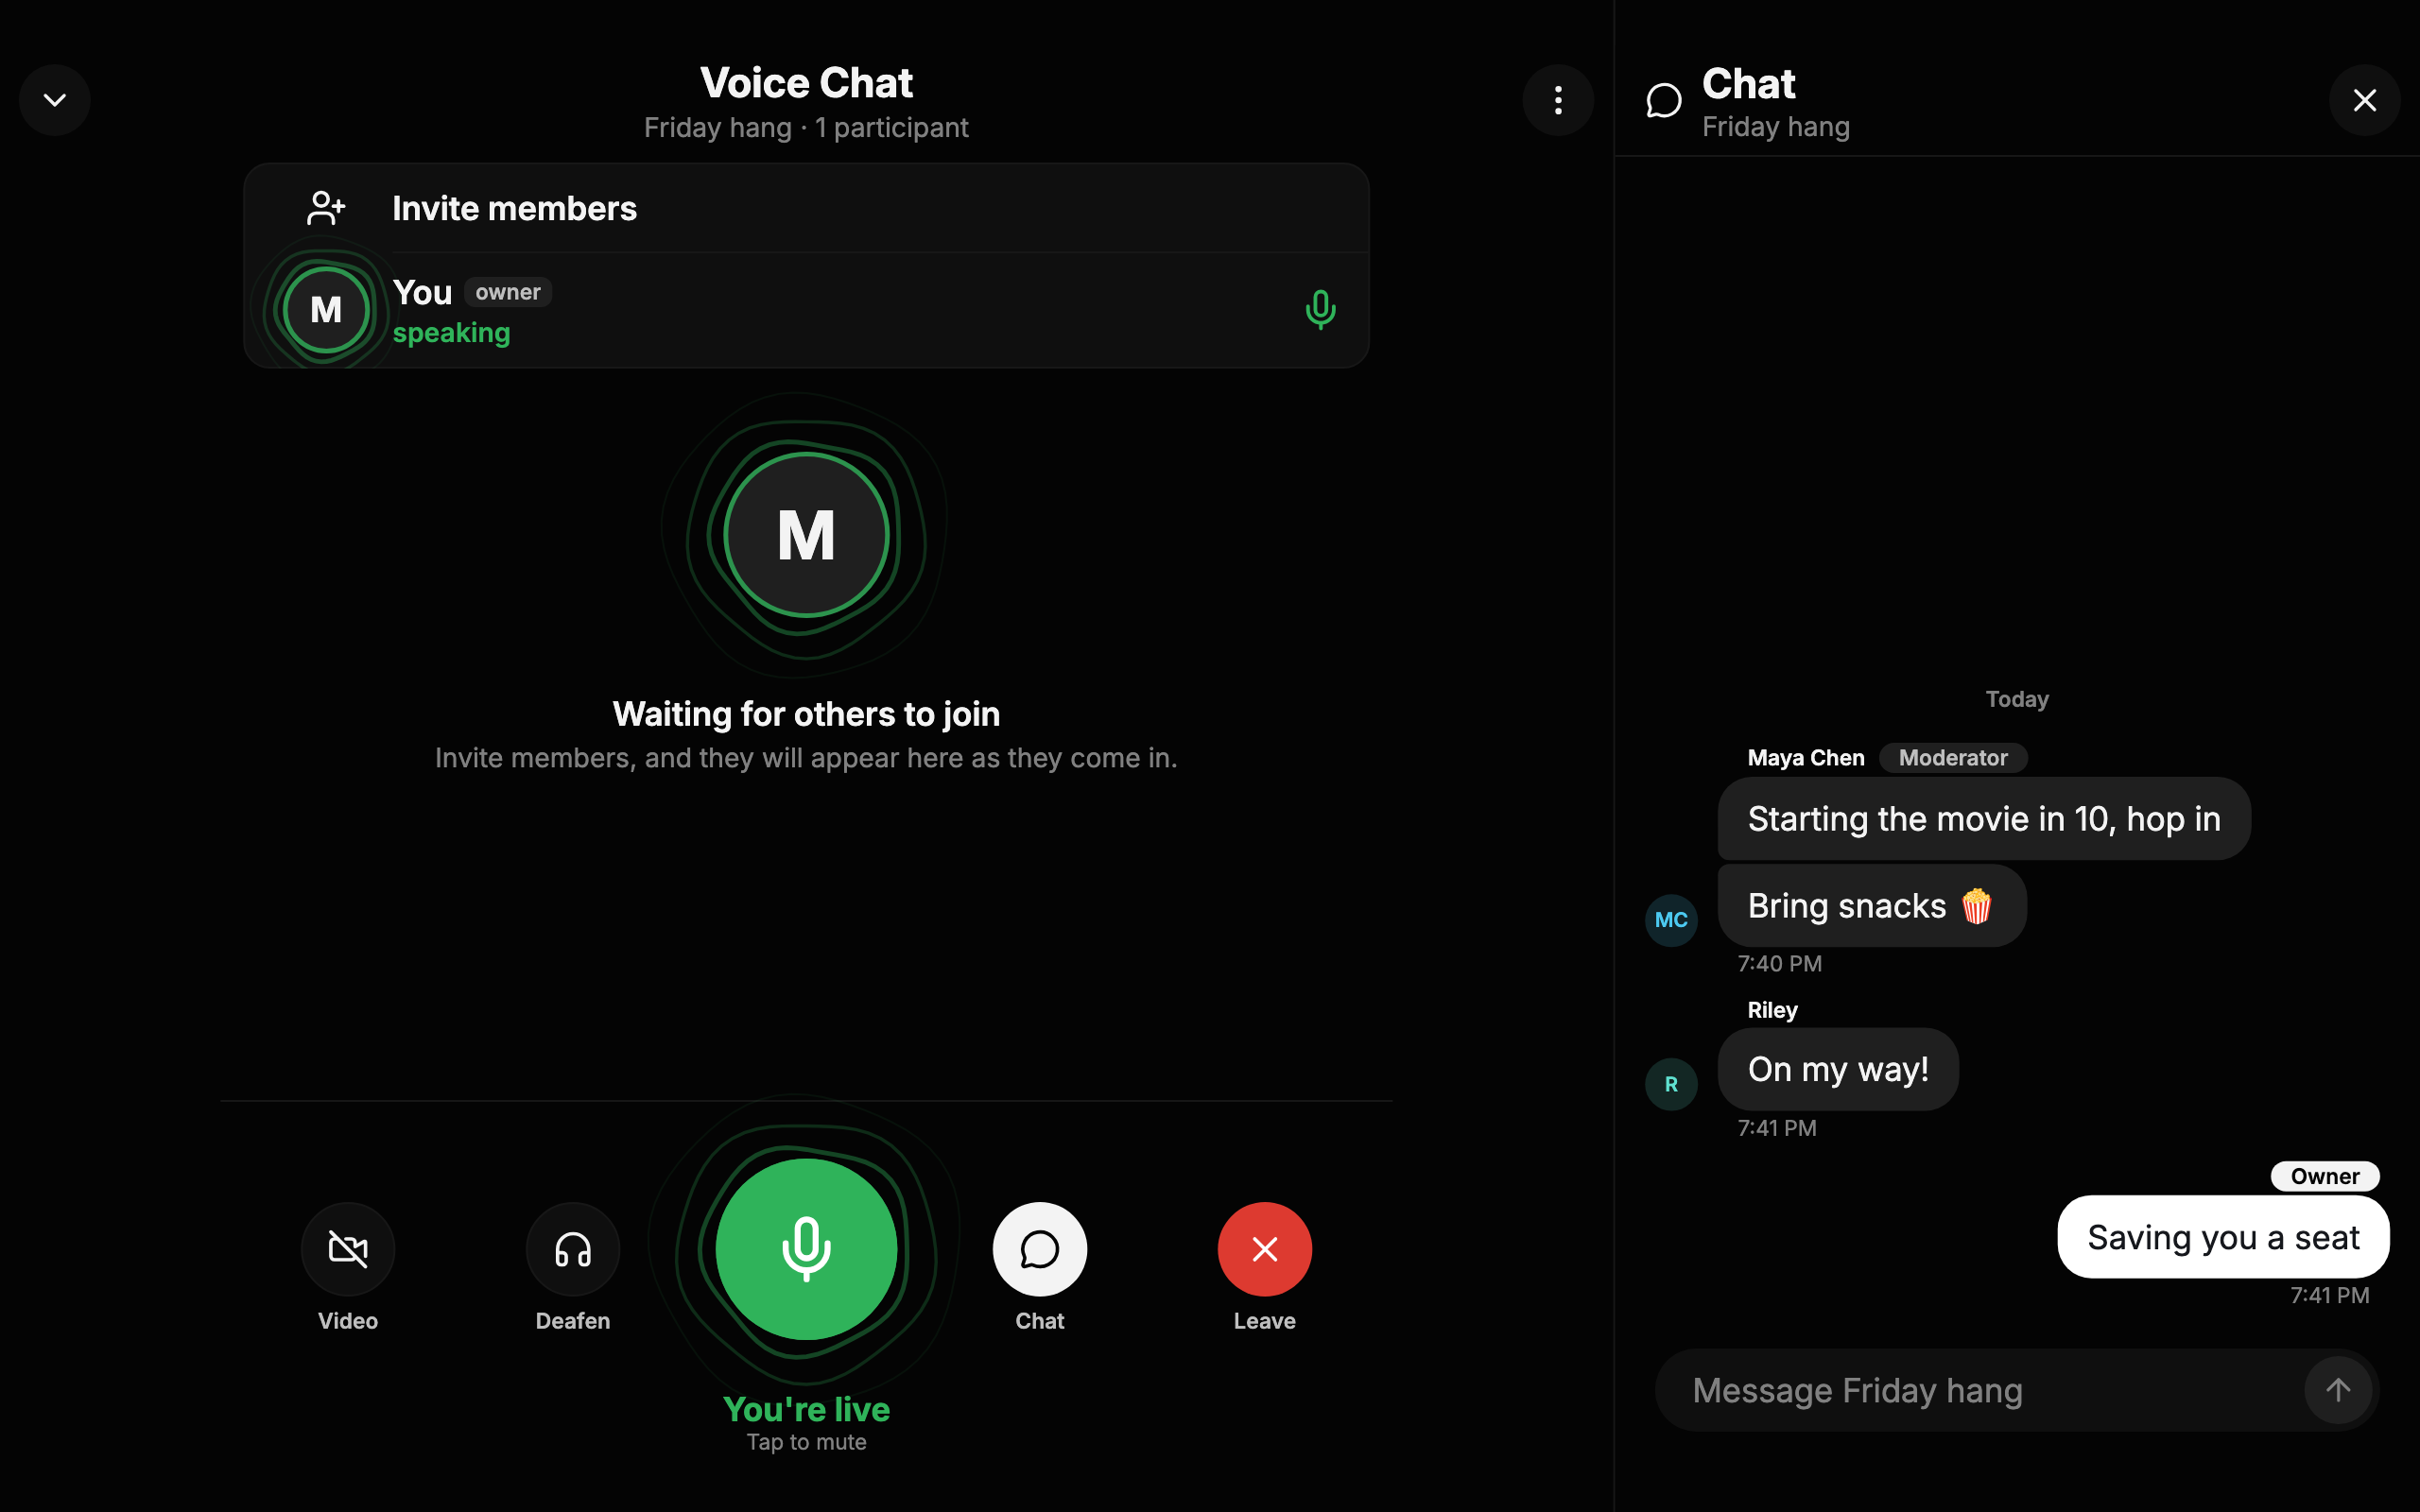 Voice Chat
Friday hang · 1 participant
Invite members
M
You owner
speaking
M
Waiting for others to join
Invite members, and they will appear here as they come in.
Video
Deafen
Chat
Leave
You're live
Tap to mute
Chat
Friday hang
Today
Maya Chen Moderator
Starting the movie in 10, hop in
Bring snacks 🍿
MC
7:40 PM
Riley
On my way!
R
7:41 PM
Owner
Saving you a seat
7:41 PM
Message Friday hang